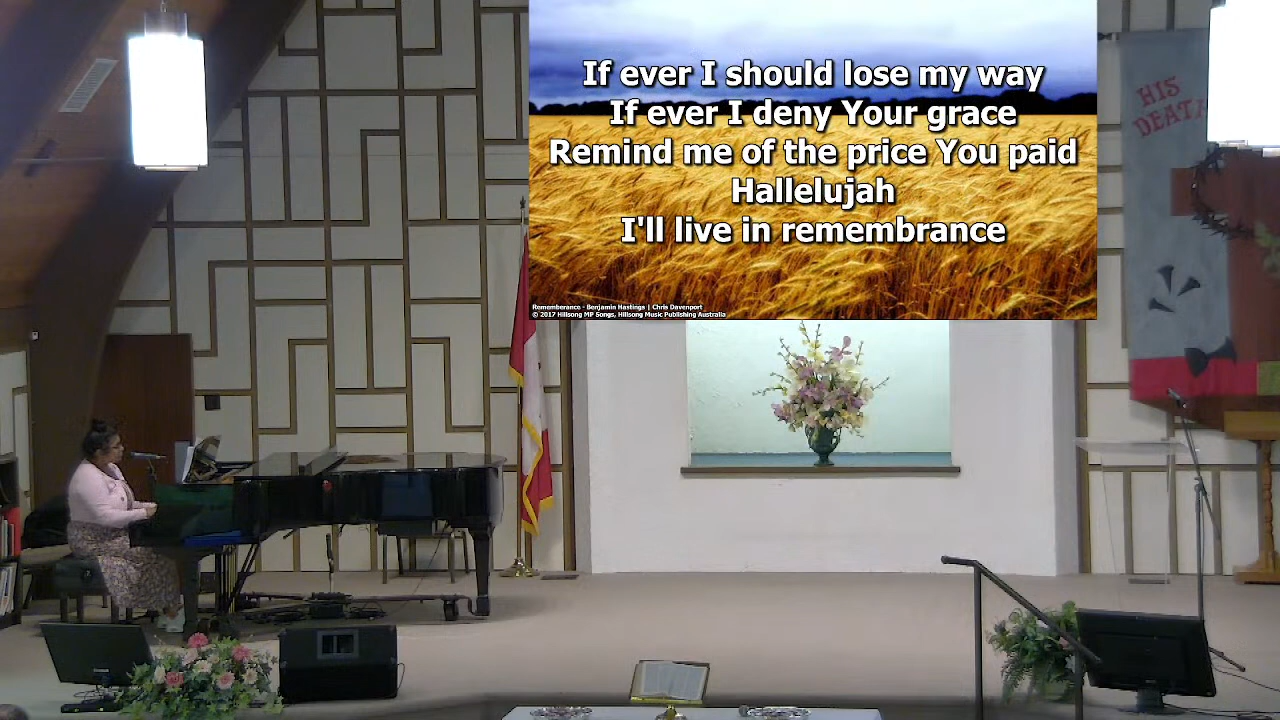 If ever I should lose my way
If ever I deny Your grace
Remind me of the price You paid
Hallelujah
I'll live in remembrance
Rememberance - Benjamin Hastings | Chris Davenport
© 2017 Hillsong MP Songs, Hillsong Music Publishing Australia
HIS
DEATH